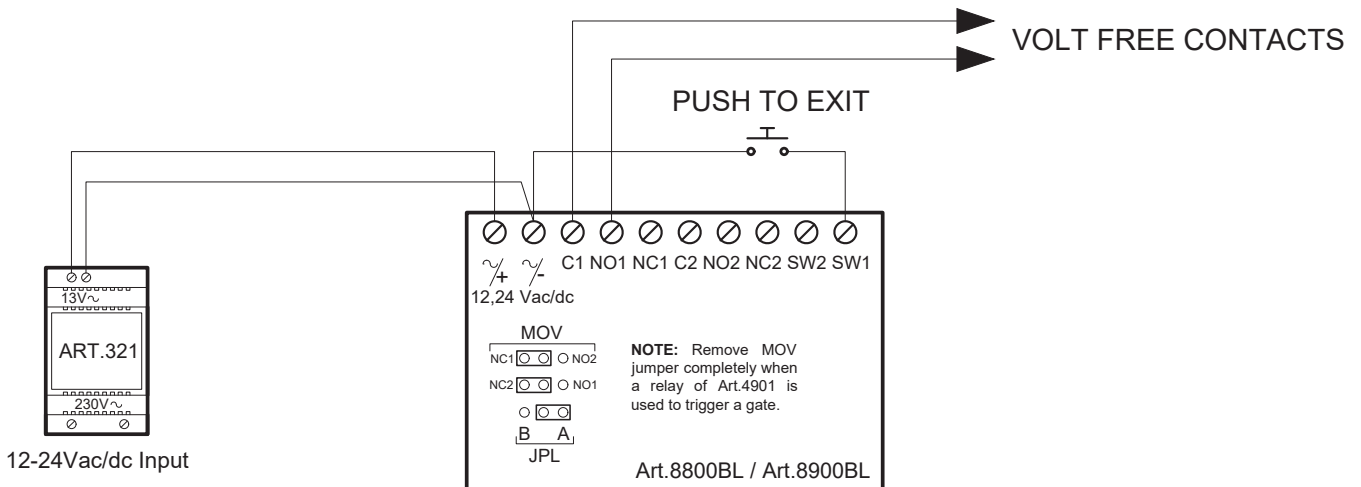 VOLT FREE CONTACTS
PUSH TO EXIT
C1 NO1 NC1 C2 NO2 NC2 SW2 SW1
~/+ ~/-
12,24 Vac/dc
13V~
ART.321
230V~
12-24Vac/dc Input
MOV
NC1 NO2
NC2 NO1
B A
JPL
NOTE: Remove MOV
jumper completely when
a relay of Art.4901 is
used to trigger a gate.
Art.8800BL / Art.8900BL